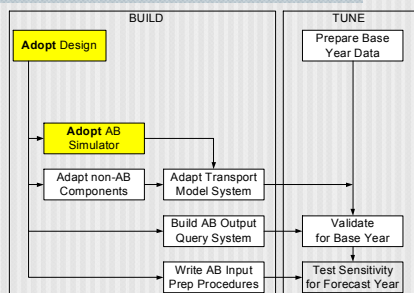 BUILD
TUNE
Adopt Design
Prepare Base
Year Data
Adopt AB
Simulator
Adapt non-AB
Components
Adapt Transport
Model System
Build AB Output
Query System
Validate
for Base Year
Write AB Input
Prep Procedures
Test Sensitivity
for Forecast Year